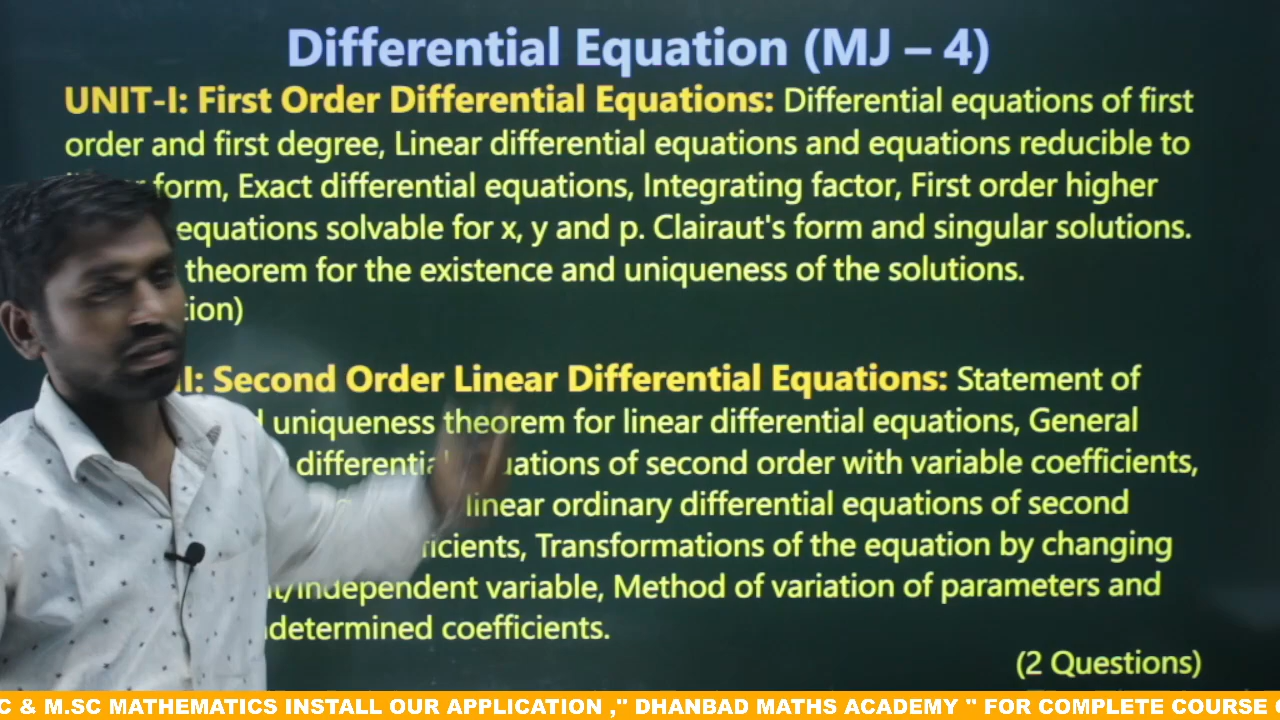 Differential Equation (MJ – 4)
UNIT-I: First Order Differential Equations: Differential equations of first
order and first degree, Linear differential equations and equations reducible to
form, Exact differential equations, Integrating factor, First order higher
equations solvable for x, y and p. Clairaut's form and singular solutions.
theorem for the existence and uniqueness of the solutions.
tion)
I: Second Order Linear Differential Equations: Statement of
uniqueness theorem for linear differential equations, General
differential of second order with variable coefficients,
linear ordinary differential equations of second
Transformations of the equation by changing
/independent variable, Method of variation of parameters and
determined coefficients.
(2 Questions)
C & M.SC MATHEMATICS INSTALL OUR APPLICATION ," DHANBAD MATHS ACADEMY " FOR COMPLETE COURSE